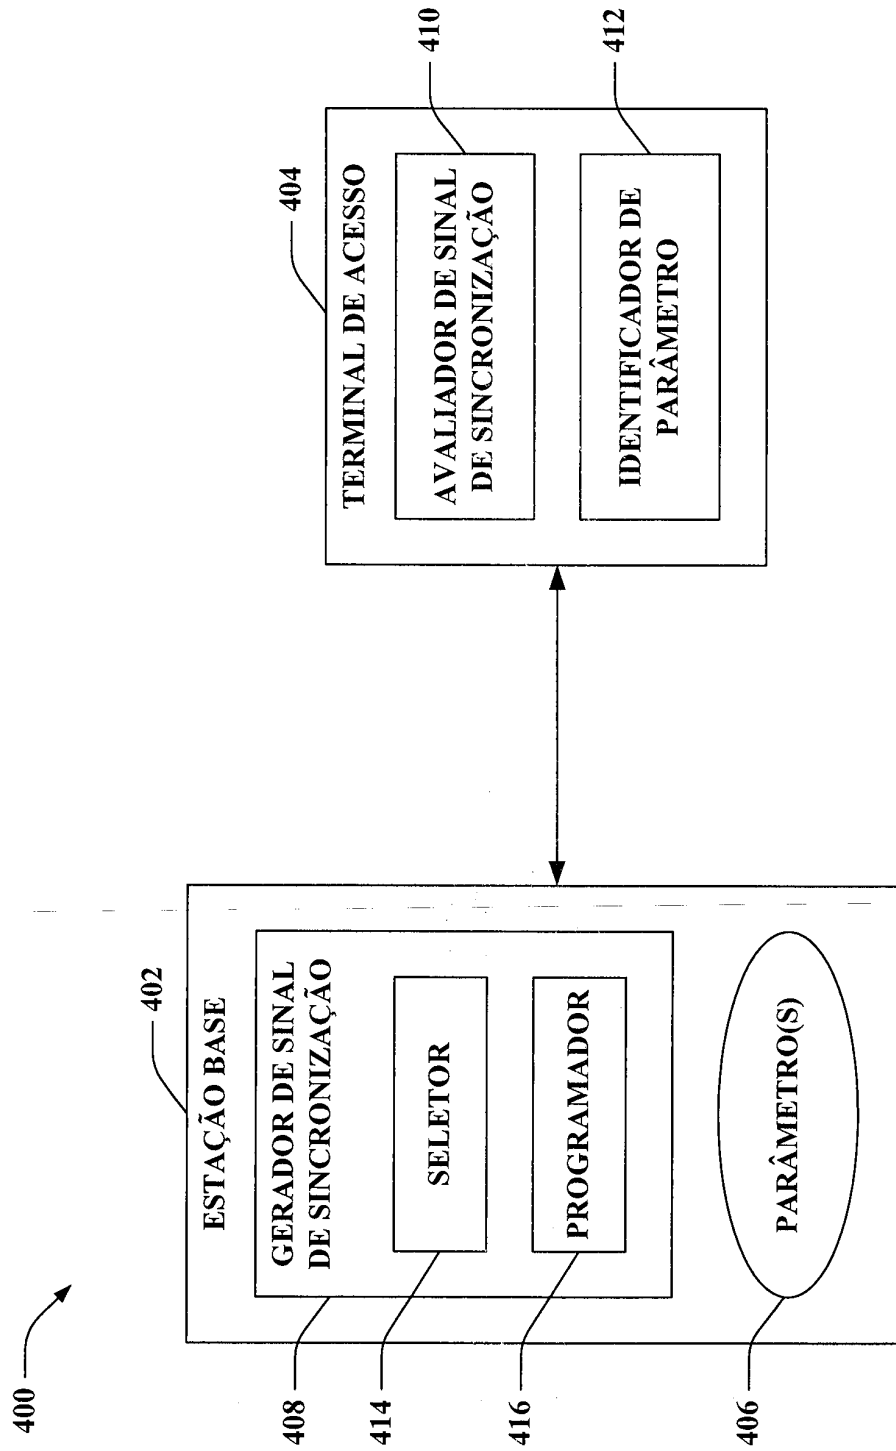 400
402
ESTAÇÃO BASE
408
GERADOR DE SINAL
DE SINCRONIZAÇÃO
414
SELETOR
416
PROGRAMADOR
406
PARÂMETRO(S)
404
TERMINAL DE ACESSO
410
AVALIADOR DE SINAL
DE SINCRONIZAÇÃO
412
IDENTIFICADOR DE
PARÂMETRO